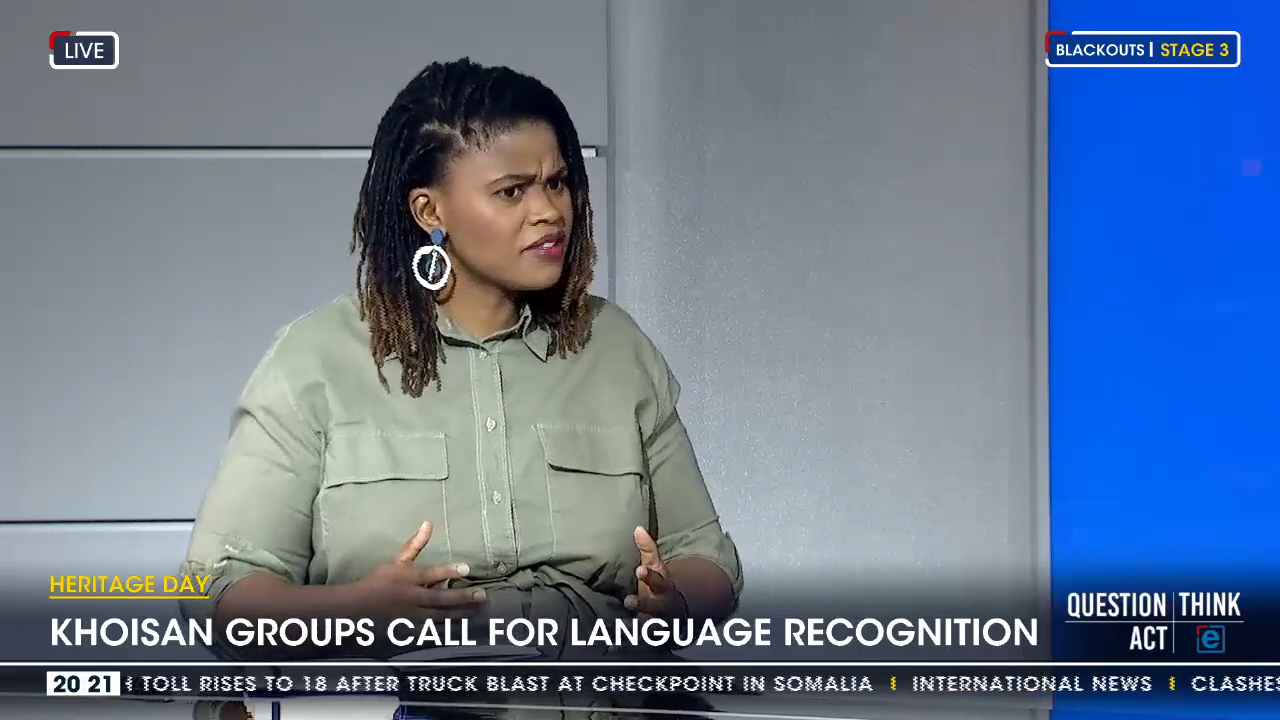 LIVE
BLACKOUTS | STAGE 3
HERITAGE DAY
KHOISAN GROUPS CALL FOR LANGUAGE RECOGNITION
QUESTION THINK
ACT e
20 21 TOLL RISES TO 18 AFTER TRUCK BLAST AT CHECKPOINT IN SOMALIA INTERNATIONAL NEWS CLASHES